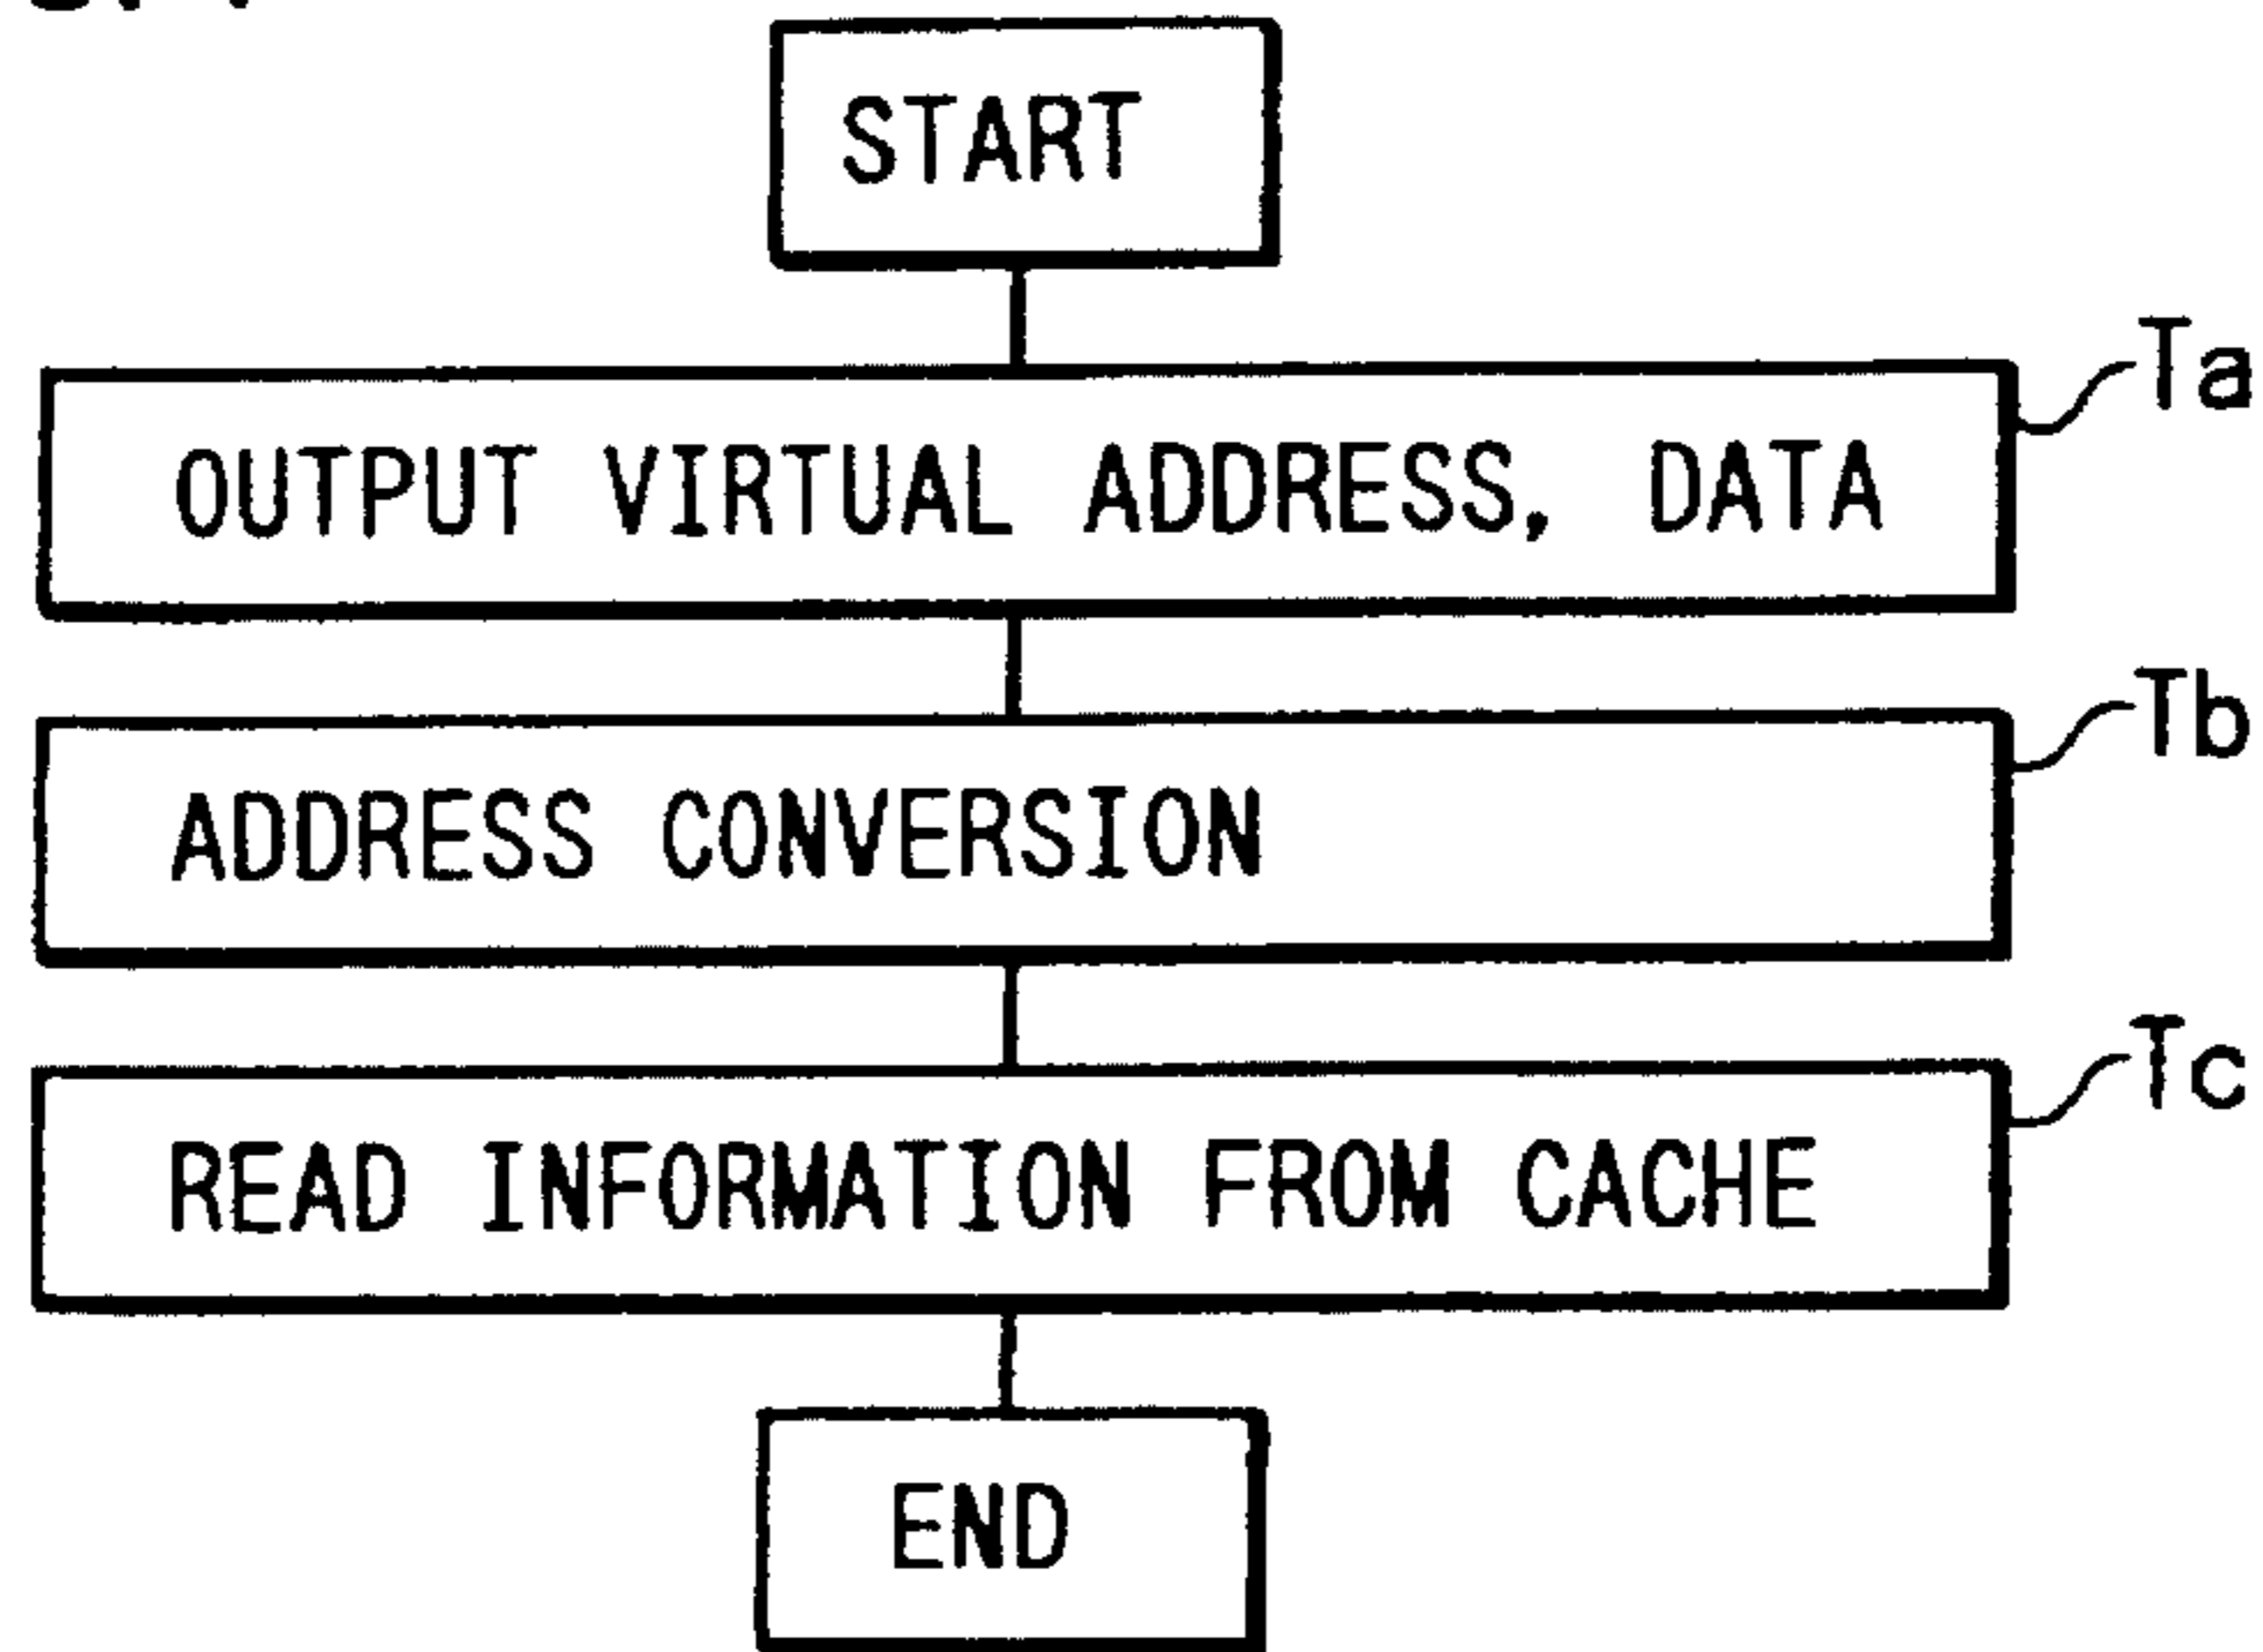 START
Ta
OUTPUT VIRTUAL ADDRESS, DATA
Tb
ADDRESS CONVERSION
Tc
READ INFORMATION FROM CACHE
END